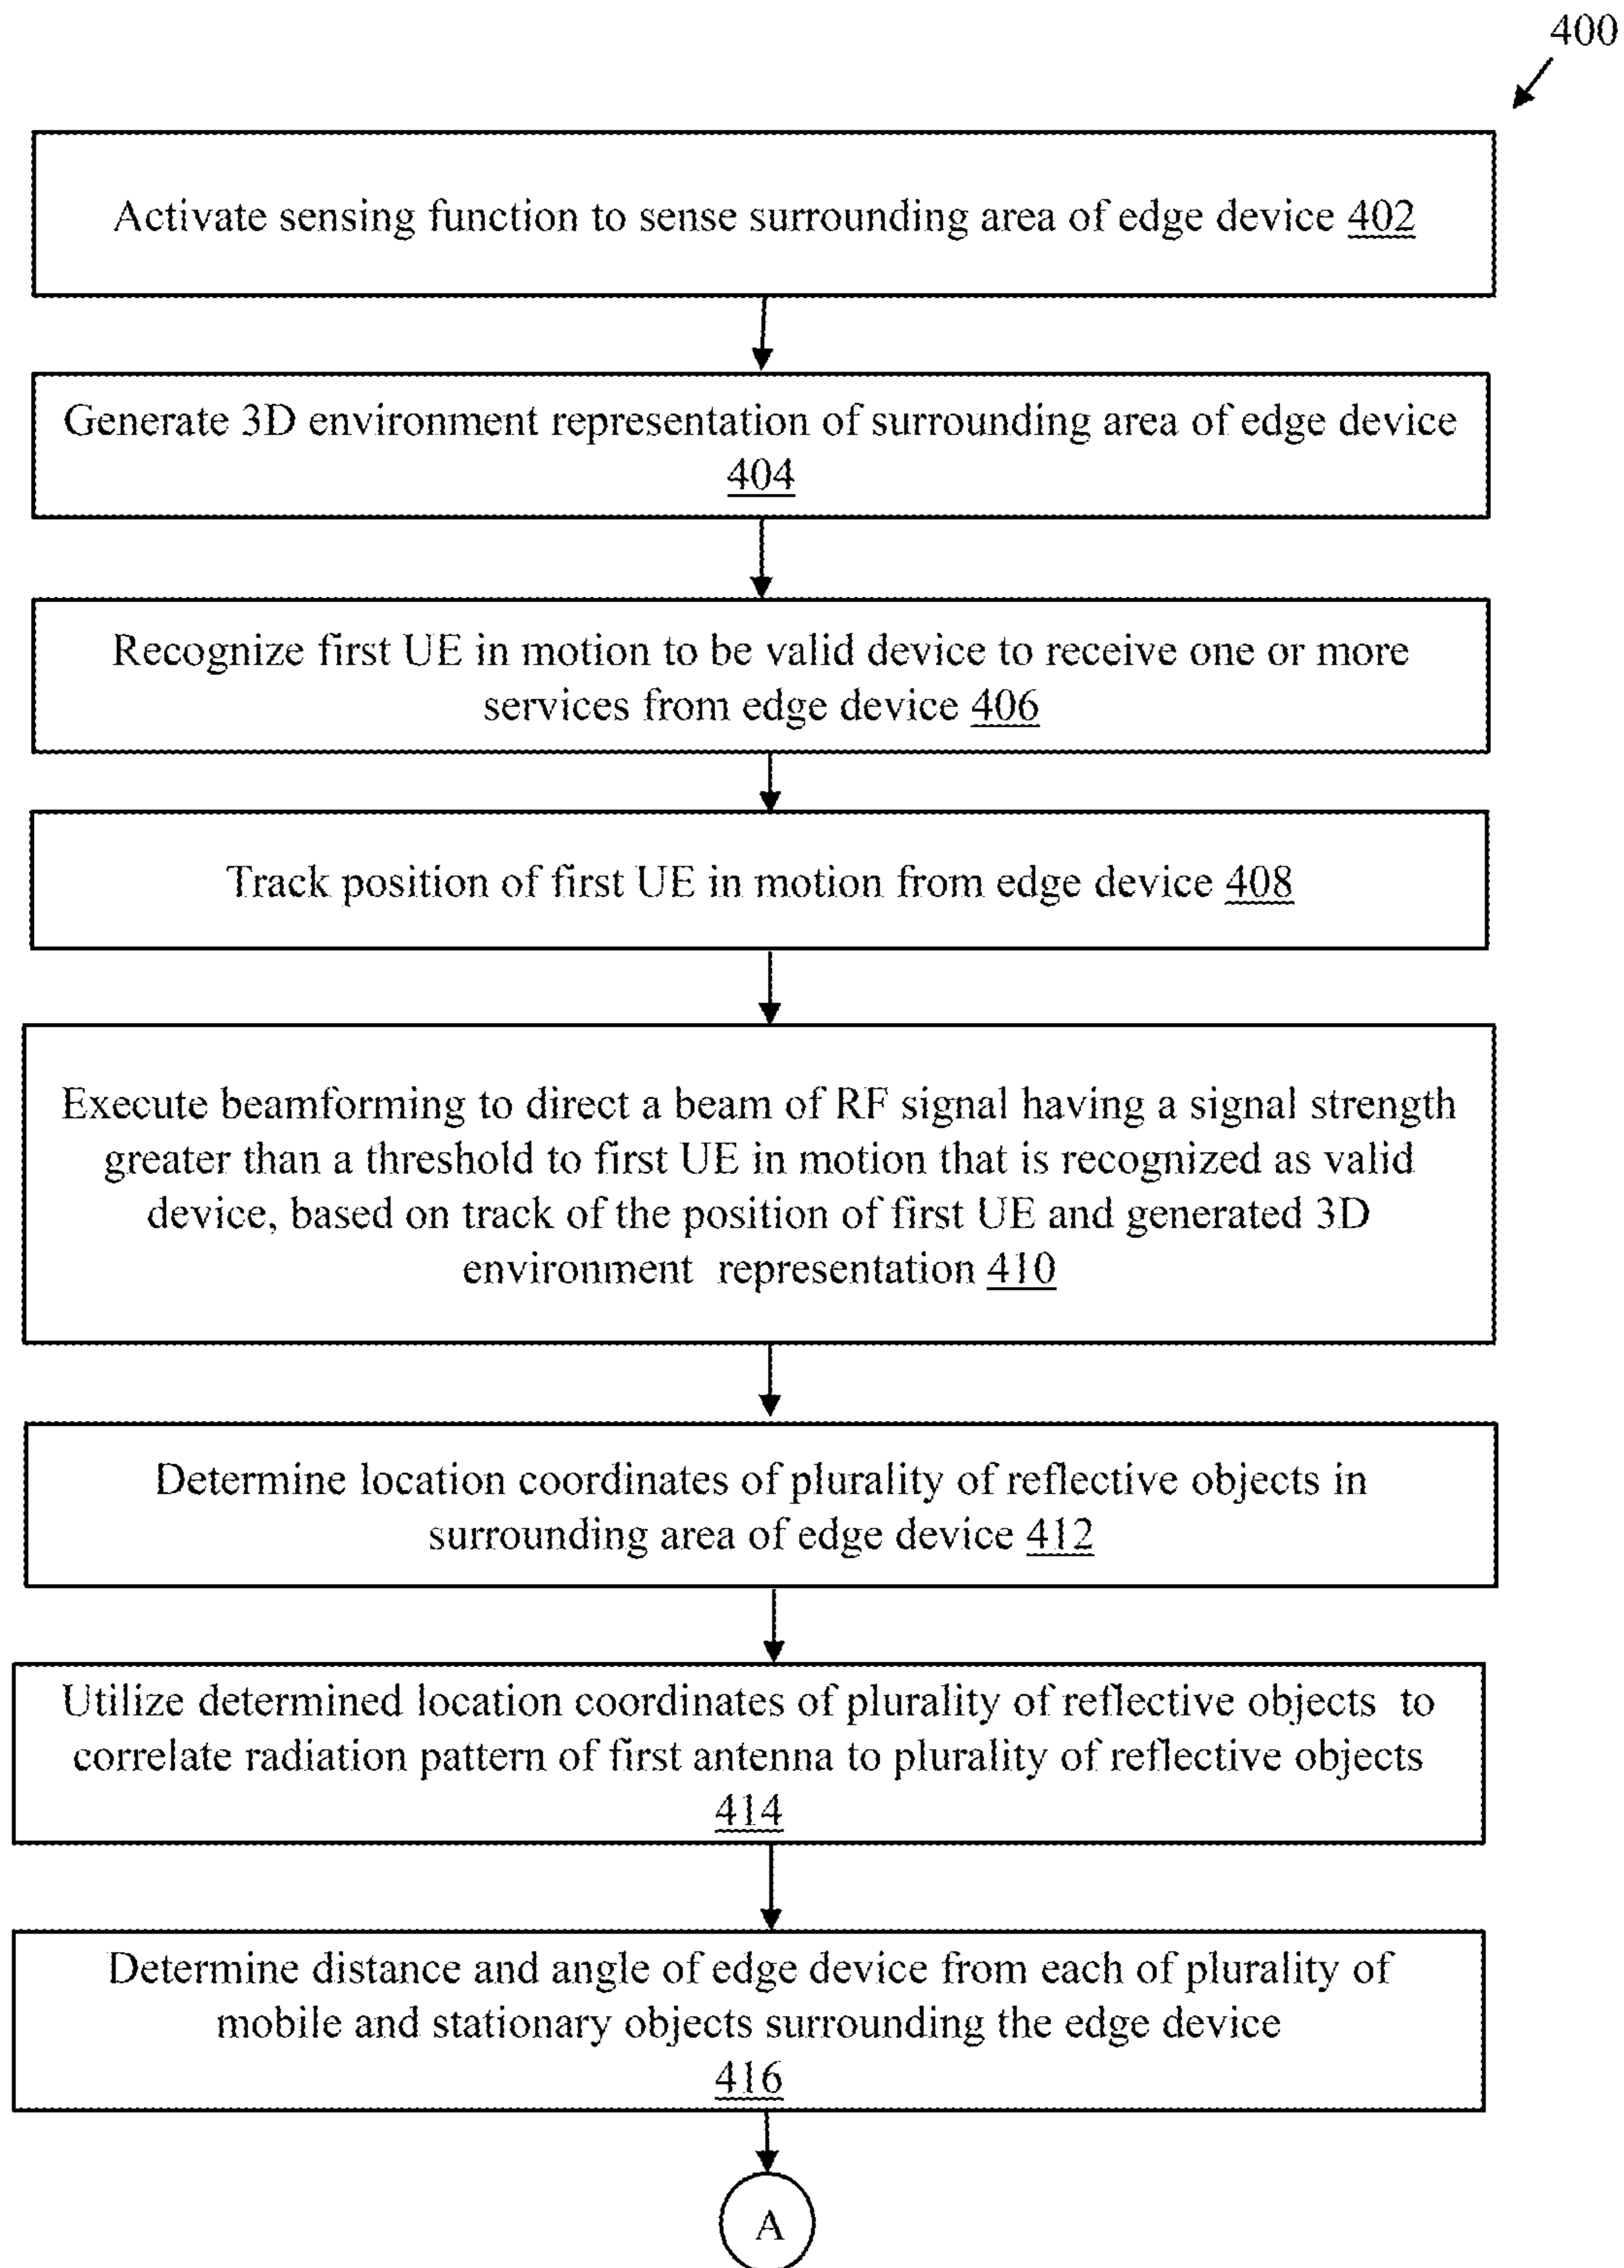 400
Activate sensing function to sense surrounding area of edge device 402
Generate 3D environment representation of surrounding area of edge device
404
Recognize first UE in motion to be valid device to receive one or more
services from edge device 406
Track position of first UE in motion from edge device 408
Execute beamforming to direct a beam of RF signal having a signal strength
greater than a threshold to first UE in motion that is recognized as valid
device, based on track of the position of first UE and generated 3D
environment representation 410
Determine location coordinates of plurality of reflective objects in
surrounding area of edge device 412
Utilize determined location coordinates of plurality of reflective objects to
correlate radiation pattern of first antenna to plurality of reflective objects
414
Determine distance and angle of edge device from each of plurality of
mobile and stationary objects surrounding the edge device
416
A